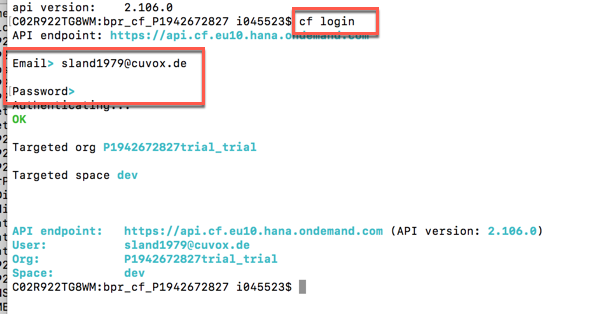 api version: 2.106.0
C02R922TG8WM:bpr_cf_P1942672827 i045523$ cf login
API endpoint: https://api.cf.eu10.hana.ondemand.com
Email> sland1979@cuvox.de
Password>
Authenticating...
OK
Targeted org P1942672827trial_trial
Targeted space dev
API endpoint: https://api.cf.eu10.hana.ondemand.com (API version: 2.106.0)
User: sland1979@cuvox.de
Org: P1942672827trial_trial
Space: dev
C02R922TG8WM:bpr_cf_P1942672827 i045523$